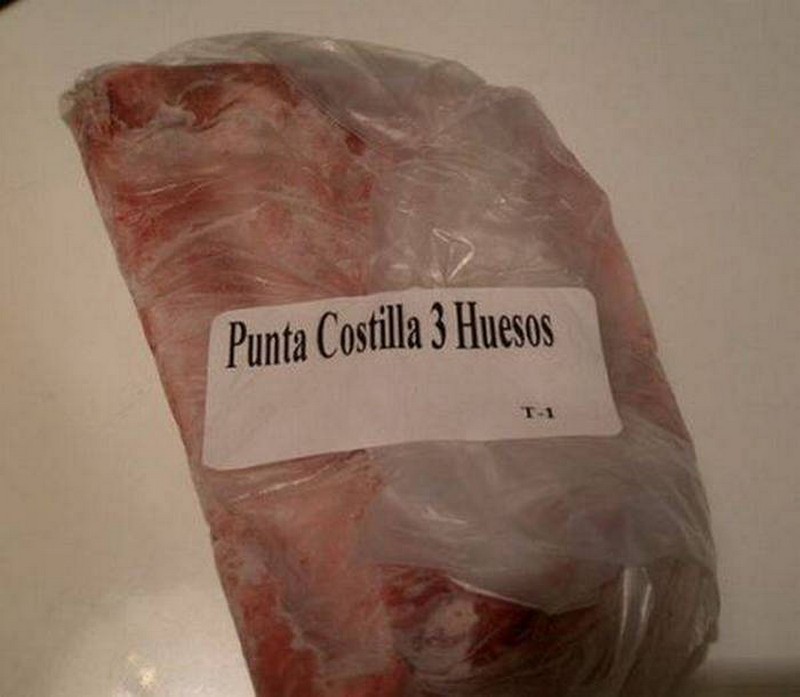 Punta Costilla 3 Huesos
T-1